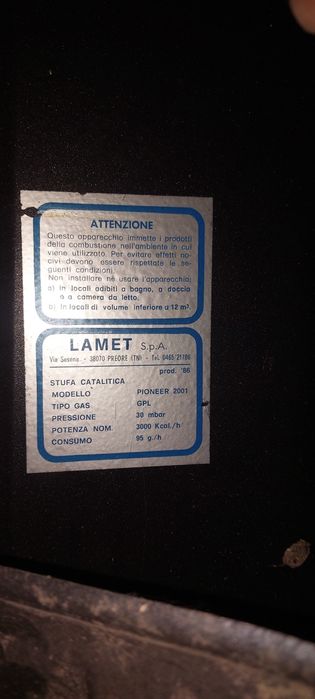 ATTENZIONE
Questo apparecchio immette i prodotti
della combustione nell'ambiente in cui
viene utilizzato. Per evitare effetti no-
civi devono essere rispettate le se-
guenti condizioni.
Non installare né usare l'apparecchio:
a) in locali adibiti a bagno, a doccia
o a camera da letto,
b) in locali di volume inferiore a 12 m³.
LAMET S.p.A.
Via Sesena - 38070 PREORE (TN) - Tel. 0465/21786
prod. '86
STUFA CATALITICA
MODELLO PIONEER 2001
TIPO GAS GPL
PRESSIONE 30 mbar
POTENZA NOM. 3000 Kcal./h
CONSUMO 95 g./h